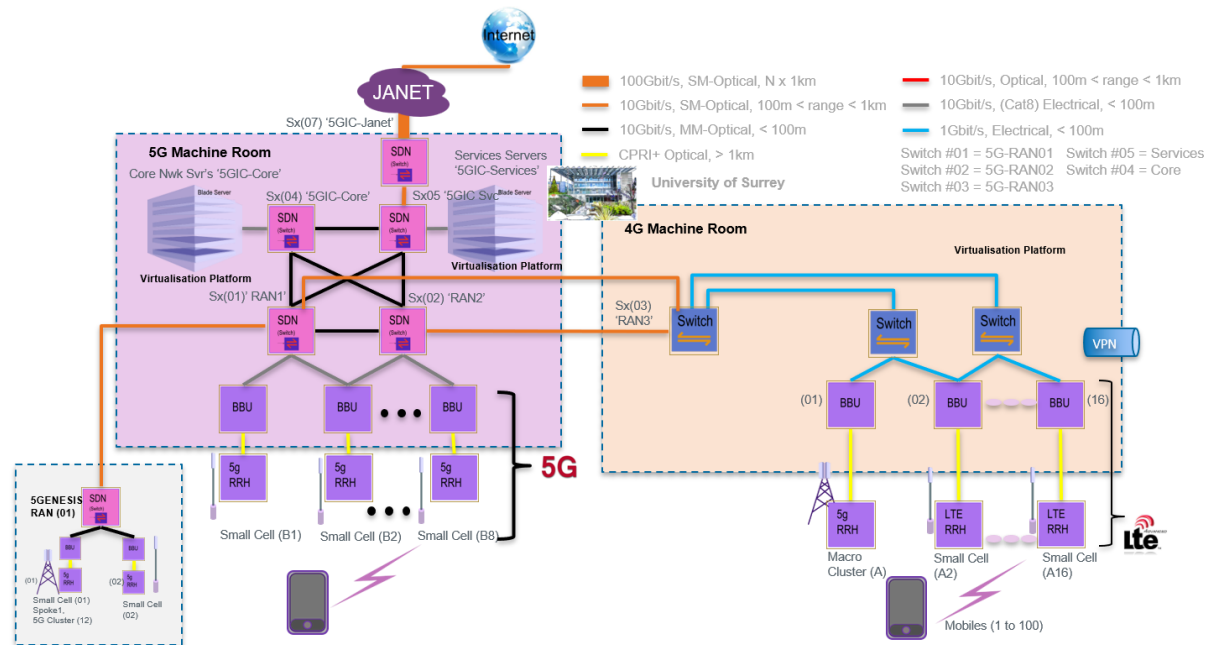 Internet
JANET
100Gbit/s, SM-Optical, N x 1km
10Gbit/s, SM-Optical, 100m < range < 1km
10Gbit/s, MM-Optical, < 100m
CPRI+ Optical, > 1km
10Gbit/s, Optical, 100m < range < 1km
10Gbit/s, (Cat8) Electrical, < 100m
1Gbit/s, Electrical, < 100m
Switch #01 = 5G-RAN01 Switch #05 = Services
Switch #02 = 5G-RAN02 Switch #04 = Core
Switch #03 = 5G-RAN03
University of Surrey
Sx(07) '5GIC-Janet'
5G Machine Room
Core Nwk Svr's '5GIC-Core'
Blade Server
SDN
(Switch)
Services Servers
'5GIC-Services'
Blade Server
Sx(04) '5GIC-Core'
Sx05 '5GIC Svc'
SDN
(Switch)
SDN
(Switch)
Virtualisation Platform
Virtualisation Platform
Sx(01)' RAN1'
Sx(02) 'RAN2'
SDN
(Switch)
SDN
(Switch)
BBU
BBU
BBU
5g
RRH
5g
RRH
5g
RRH
5G
Small Cell (B1)
Small Cell (B2)
Small Cell (B8)
4G Machine Room
Virtualisation Platform
Sx(03)
'RAN3'
Switch
Switch
Switch
VPN
(01)
BBU
(02)
BBU
BBU
(16)
5g
RRH
LTE
RRH
LTE
RRH
Macro
Cluster (A)
Small Cell
(A2)
Small Cell
(A16)
Lte
Mobiles (1 to 100)
5GENESIS
RAN (01)
SDN
(Switch)
BBU
BBU
(01)
5g
RRH
(02)
5g
RRH
Small Cell (01)
Spoke1,
5G Cluster (12)
Small Cell
(02)